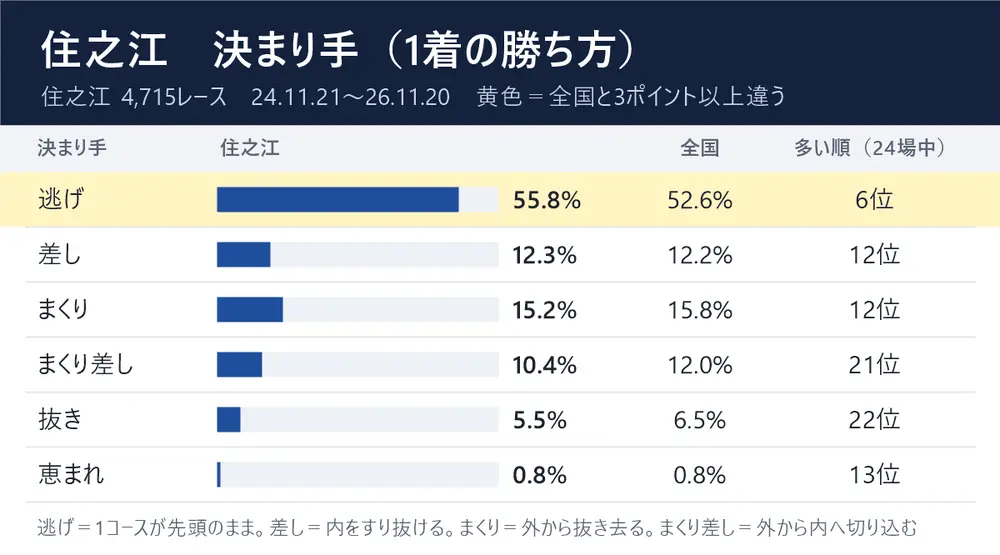 住之江　決まり手（1着の勝ち方）
住之江 4,715レース　24.11.21～26.11.20　黄色＝全国と3ポイント以上違う
決まり手　住之江　全国　多い順（24場中）
逃げ　55.8%　52.6%　6位
差し　12.3%　12.2%　12位
まくり　15.2%　15.8%　12位
まくり差し　10.4%　12.0%　21位
抜き　5.5%　6.5%　22位
恵まれ　0.8%　0.8%　13位
逃げ＝1コースが先頭のまま。差し＝内をすり抜ける。まくり＝外から抜き去る。まくり差し＝外から内へ切り込む